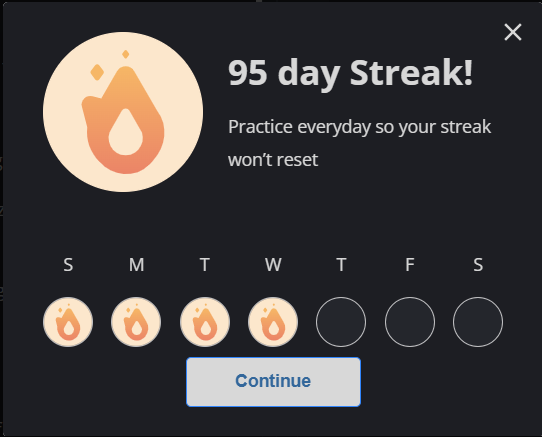 95 day Streak!
Practice everyday so your streak
won't reset
S M T W T F S
Continue